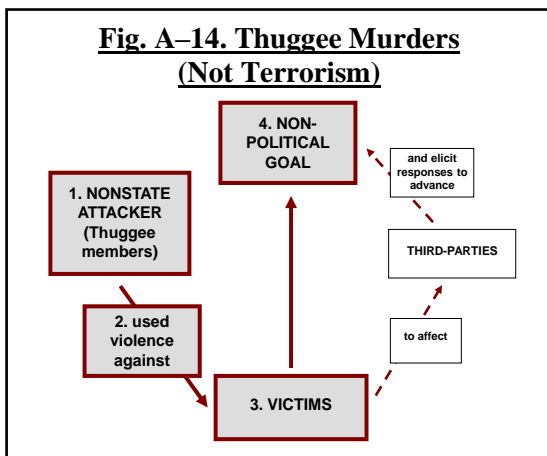 Fig. A–14. Thuggee Murders
(Not Terrorism)
4. NON-
POLITICAL
GOAL
and elicit
responses to
advance
1. NONSTATE
ATTACKER
(Thuggee
members)
THIRD-PARTIES
2. used
violence
against
to affect
3. VICTIMS